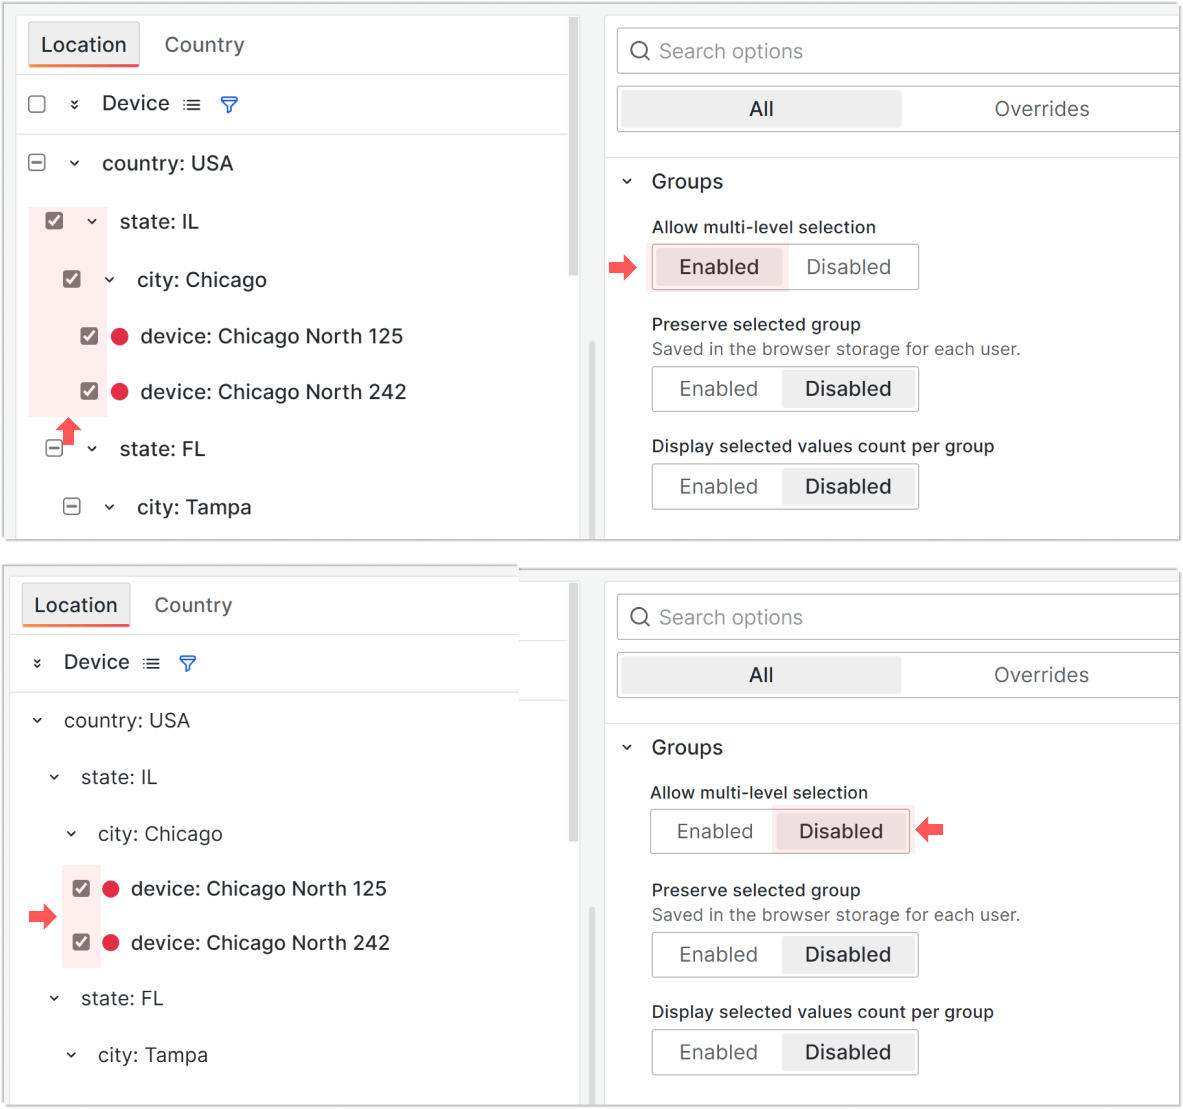 Location Country
Device
country: USA
state: IL
city: Chicago
device: Chicago North 125
device: Chicago North 242
state: FL
city: Tampa
Search options
All Overrides
Groups
Allow multi-level selection
Enabled Disabled
Preserve selected group
Saved in the browser storage for each user.
Enabled Disabled
Display selected values count per group
Enabled Disabled
Location Country
Device
country: USA
state: IL
city: Chicago
device: Chicago North 125
device: Chicago North 242
state: FL
city: Tampa
Search options
All Overrides
Groups
Allow multi-level selection
Enabled Disabled
Preserve selected group
Saved in the browser storage for each user.
Enabled Disabled
Display selected values count per group
Enabled Disabled